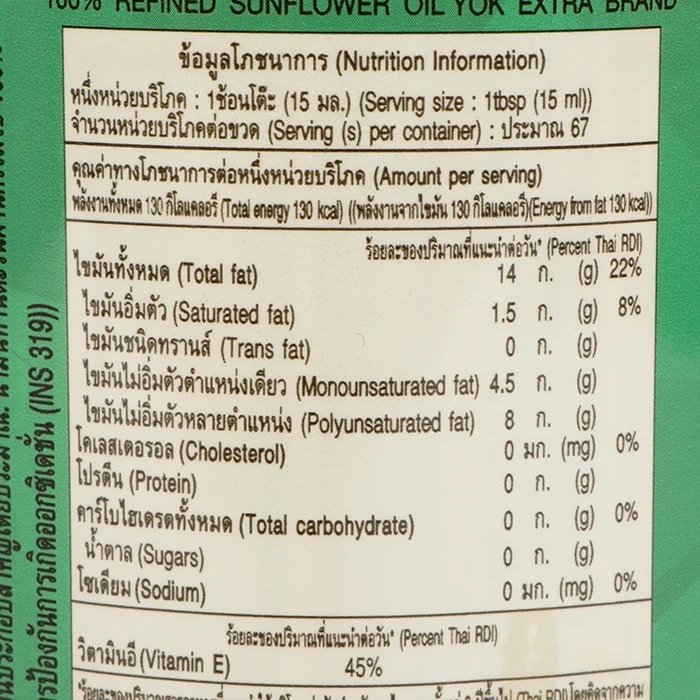 100% REFINED SUNFLOWER OIL YOK EXTRA BRAND
ข้อมูลโภชนาการ (Nutrition Information)
หนึ่งหน่วยบริโภค : 1ช้อนโต๊ะ (15 มล.) (Serving size : 1tbsp (15 ml))
จำนวนหน่วยบริโภคต่อขวด (Serving (s) per container) : ประมาณ 67
คุณค่าทางโภชนาการต่อหนึ่งหน่วยบริโภค (Amount per serving)
พลังงานทั้งหมด 130 กิโลแคลอรี่ (Total energy 130 kcal) ((พลังงานจากไขมัน 130 กิโลแคลอรี่)(Energy from fat 130 kcal))
ร้อยละของปริมาณที่แนะนำต่อวัน* (Percent Thai RDI)
ไขมันทั้งหมด (Total fat) 14 ก. (g) 22%
ไขมันอิ่มตัว (Saturated fat) 1.5 ก. (g) 8%
ไขมันชนิดทรานส์ (Trans fat) 0 ก. (g)
ไขมันไม่อิ่มตัวตำแหน่งเดียว (Monounsaturated fat) 4.5 ก. (g)
ไขมันไม่อิ่มตัวหลายตำแหน่ง (Polyunsaturated fat) 8 ก. (g)
โคเลสเตอรอล (Cholesterol) 0 มก. (mg) 0%
โปรตีน (Protein) 0 ก. (g)
คาร์โบไฮเดรตทั้งหมด (Total carbohydrate) 0 ก. (g) 0%
น้ำตาล (Sugars) 0 ก. (g)
โซเดียม (Sodium) 0 มก. (mg) 0%
ร้อยละของปริมาณที่แนะนำต่อวัน* (Percent Thai RDI)
วิตามินอี (Vitamin E) 45%
รป้องกันการเกิดออกซิเดชั่น (INS 319))